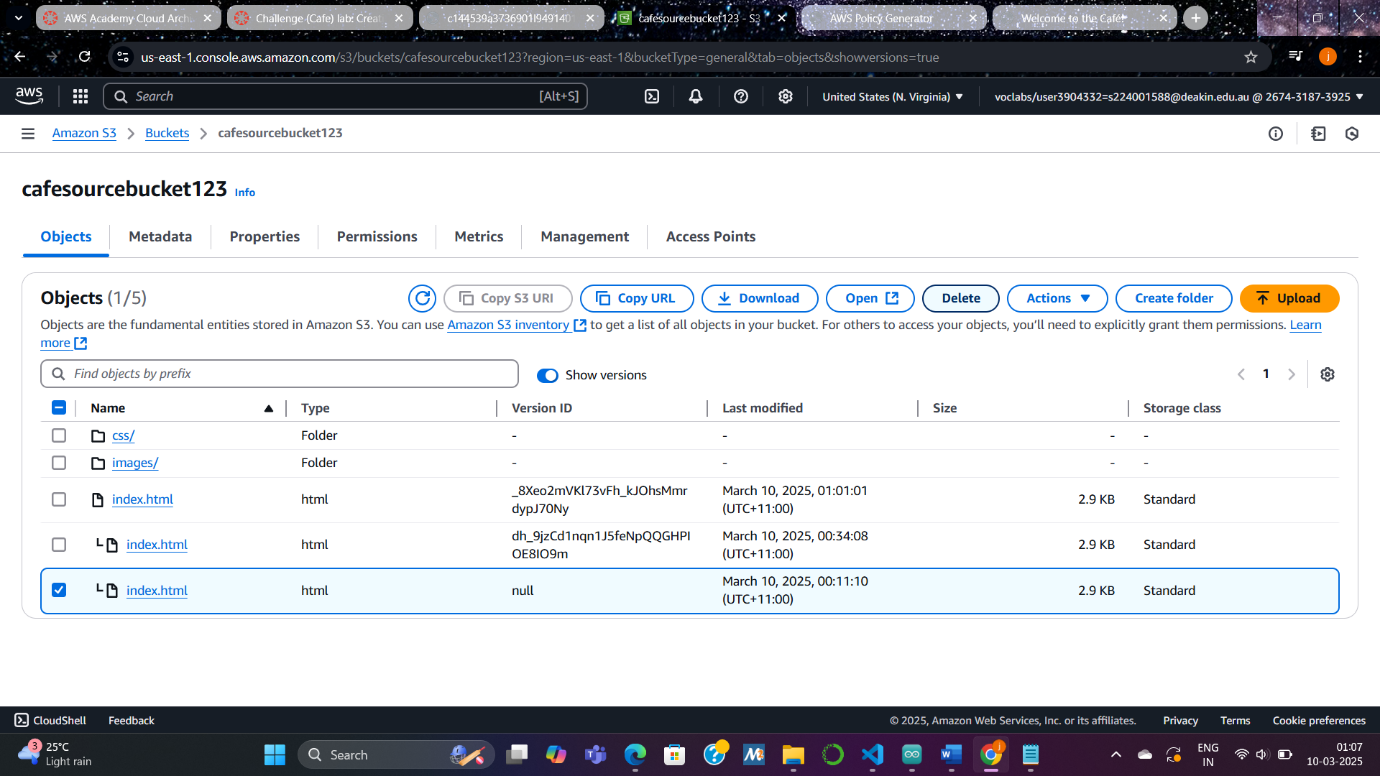 AWS Academy Cloud Arch
Challenge (Cafe) lab: Crea
c144539a3736901l949140
cafesourcebucket123 - S3
AWS Policy Generator
Welcome to the Café!
us-east-1.console.aws.amazon.com/s3/buckets/cafesourcebucket123?region=us-east-1&bucketType=general&tab=objects&showversions=true
j
aws
Search
[Alt+S]
United States (N. Virginia)
voclabs/user3904332=s224001588@deakin.edu.au @ 2674-3187-3925
Amazon S3
Buckets
cafesourcebucket123
cafesourcebucket123 Info
Objects
Metadata
Properties
Permissions
Metrics
Management
Access Points
Objects (1/5)
Copy S3 URI
Copy URL
Download
Open
Delete
Actions
Create folder
Upload
Objects are the fundamental entities stored in Amazon S3. You can use Amazon S3 inventory to get a list of all objects in your bucket. For others to access your objects, you'll need to explicitly grant them permissions. Learn
more
Find objects by prefix
Show versions
1
Name Type Version ID Last modified Size Storage class
css/ Folder - - - -
images/ Folder - - - -
index.html html _8Xeo2mVKl73vFh_kJOhsMmr March 10, 2025, 01:01:01 2.9 KB Standard
dypJ70Ny (UTC+11:00)
index.html html dh_9jzCd1nqn1J5feNpQQGHPI March 10, 2025, 00:34:08 2.9 KB Standard
OE8IO9m (UTC+11:00)
index.html html null March 10, 2025, 00:11:10 2.9 KB Standard
(UTC+11:00)
CloudShell
Feedback
© 2025, Amazon Web Services, Inc. or its affiliates.
Privacy
Terms
Cookie preferences
3
25°C
Light rain
Search
ENG
IN
01:07
10-03-2025